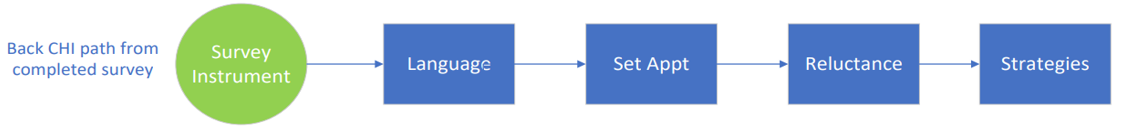 Back CHI path from
completed survey
Survey
Instrument
Language
Set Appt
Reluctance
Strategies